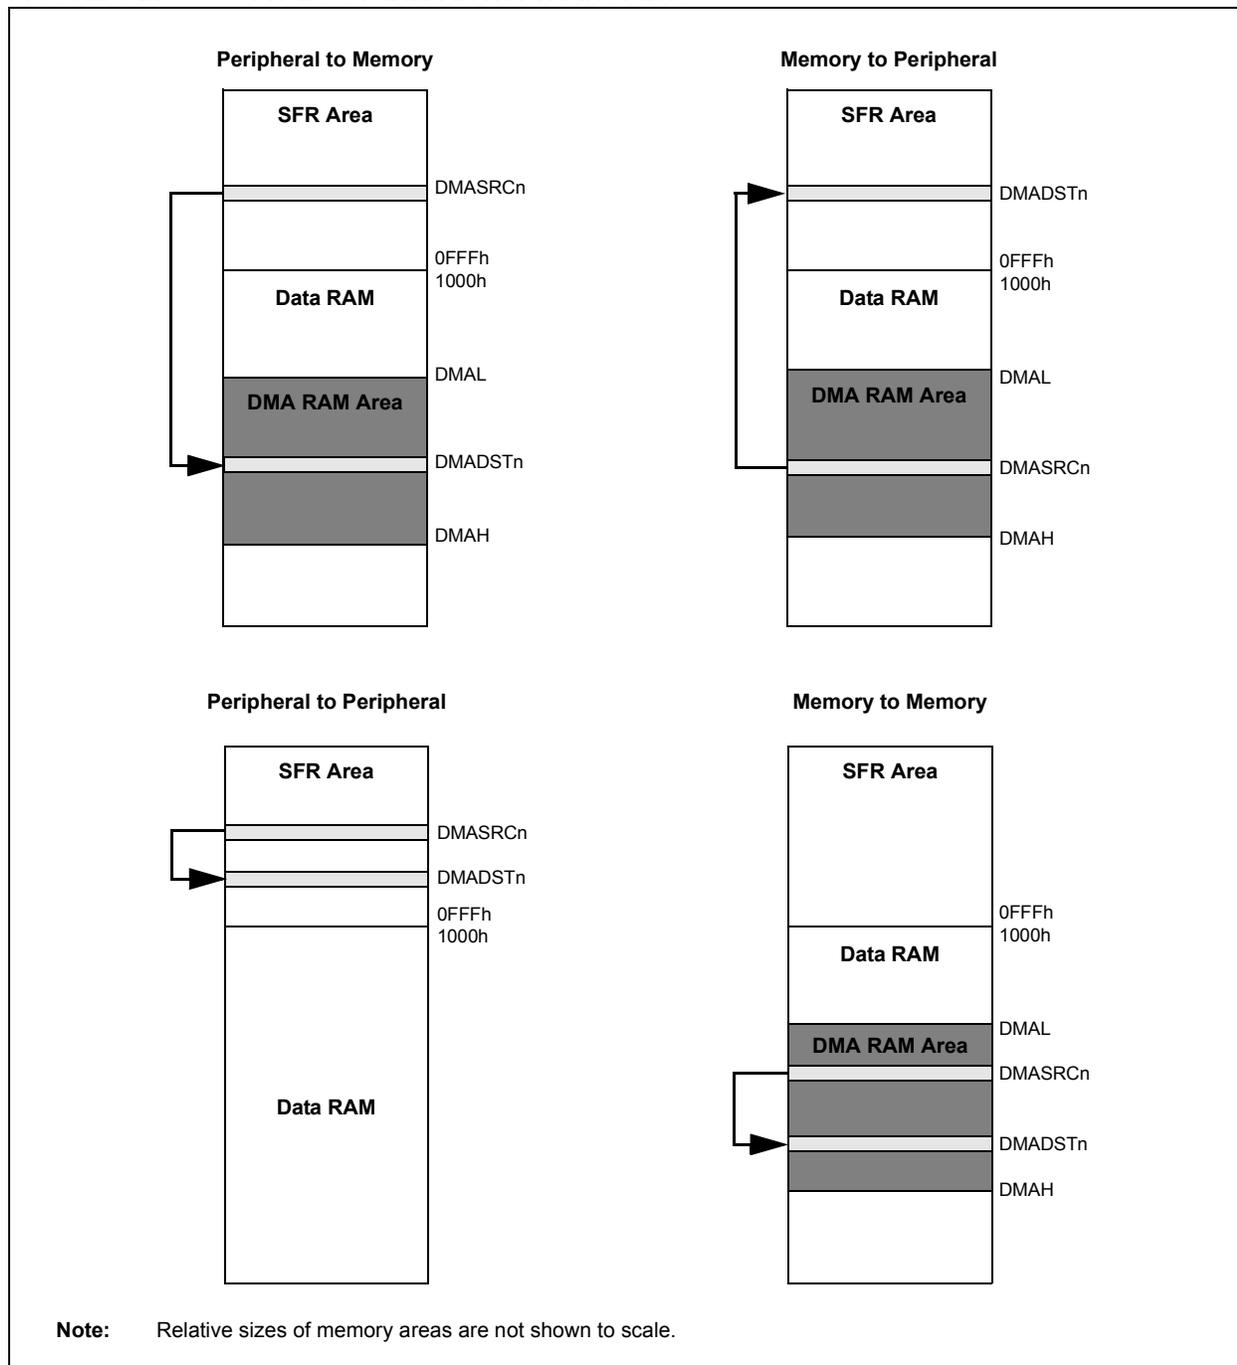 Peripheral to Memory
SFR Area
DMASRCn
0FFFh
1000h
Data RAM
DMAL
DMA RAM Area
DMADSTn
DMAH
Memory to Peripheral
SFR Area
DMADSTn
0FFFh
1000h
Data RAM
DMAL
DMA RAM Area
DMASRCn
DMAH
Peripheral to Peripheral
SFR Area
DMASRCn
DMADSTn
0FFFh
1000h
Data RAM
Memory to Memory
SFR Area
0FFFh
1000h
Data RAM
DMAL
DMA RAM Area
DMASRCn
DMADSTn
DMAH
Note: Relative sizes of memory areas are not shown to scale.